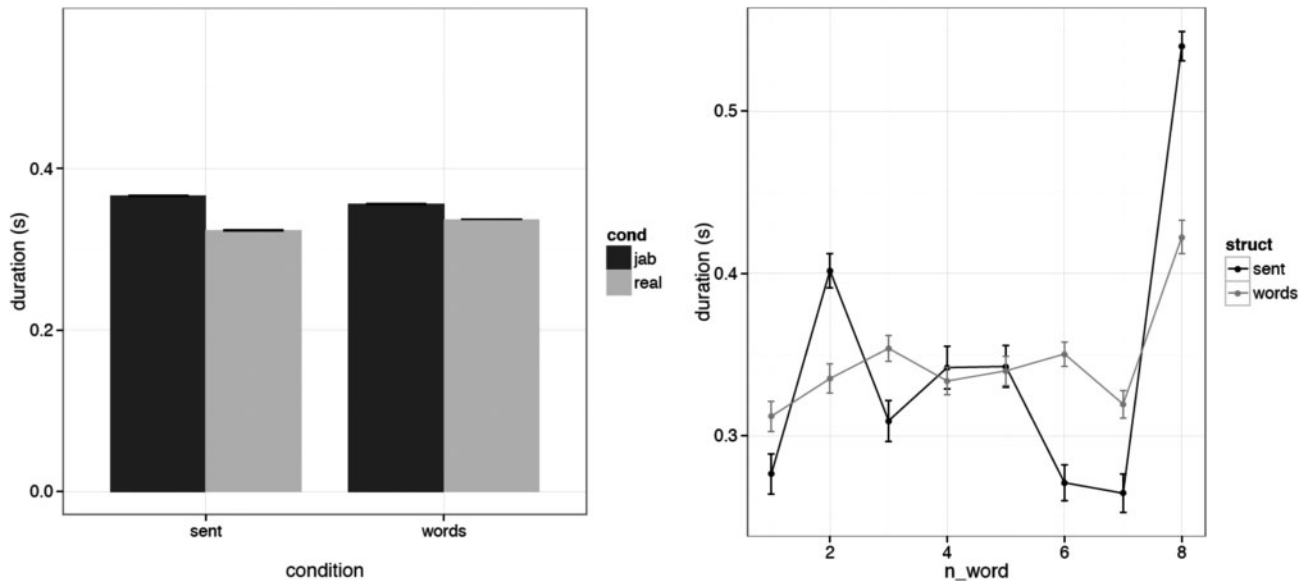 0.4
0.2
0.0
duration (s)
sent
words
condition
cond
jab
real
0.5
0.4
0.3
duration (s)
2
4
6
8
n_word
struct
sent
words